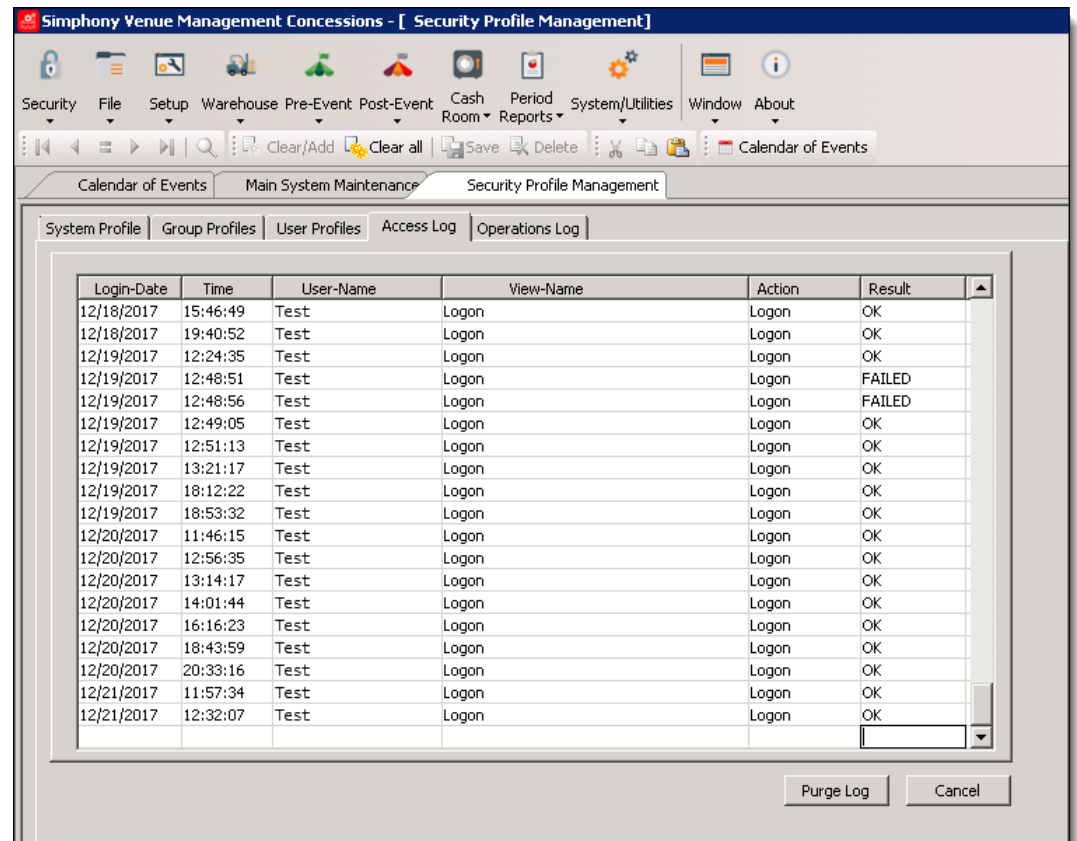 Simphony Venue Management Concessions - [ Security Profile Management]
Security File Setup Warehouse Pre-Event Post-Event Cash Room Period Reports System/Utilities Window About
Clear/Add Clear all Save Delete Calendar of Events
Calendar of Events Main System Maintenance Security Profile Management
System Profile Group Profiles User Profiles Access Log Operations Log
Login-Date Time User-Name View-Name Action Result
12/18/2017 15:46:49 Test Logon Logon OK
12/18/2017 19:40:52 Test Logon Logon OK
12/19/2017 12:24:35 Test Logon Logon OK
12/19/2017 12:48:51 Test Logon Logon FAILED
12/19/2017 12:48:56 Test Logon Logon FAILED
12/19/2017 12:49:05 Test Logon Logon OK
12/19/2017 12:51:13 Test Logon Logon OK
12/19/2017 13:21:17 Test Logon Logon OK
12/19/2017 18:12:22 Test Logon Logon OK
12/19/2017 18:53:32 Test Logon Logon OK
12/20/2017 11:46:15 Test Logon Logon OK
12/20/2017 12:56:35 Test Logon Logon OK
12/20/2017 13:14:17 Test Logon Logon OK
12/20/2017 14:01:44 Test Logon Logon OK
12/20/2017 16:16:23 Test Logon Logon OK
12/20/2017 18:43:59 Test Logon Logon OK
12/20/2017 20:33:16 Test Logon Logon OK
12/21/2017 11:57:34 Test Logon Logon OK
12/21/2017 12:32:07 Test Logon Logon OK
Purge Log Cancel